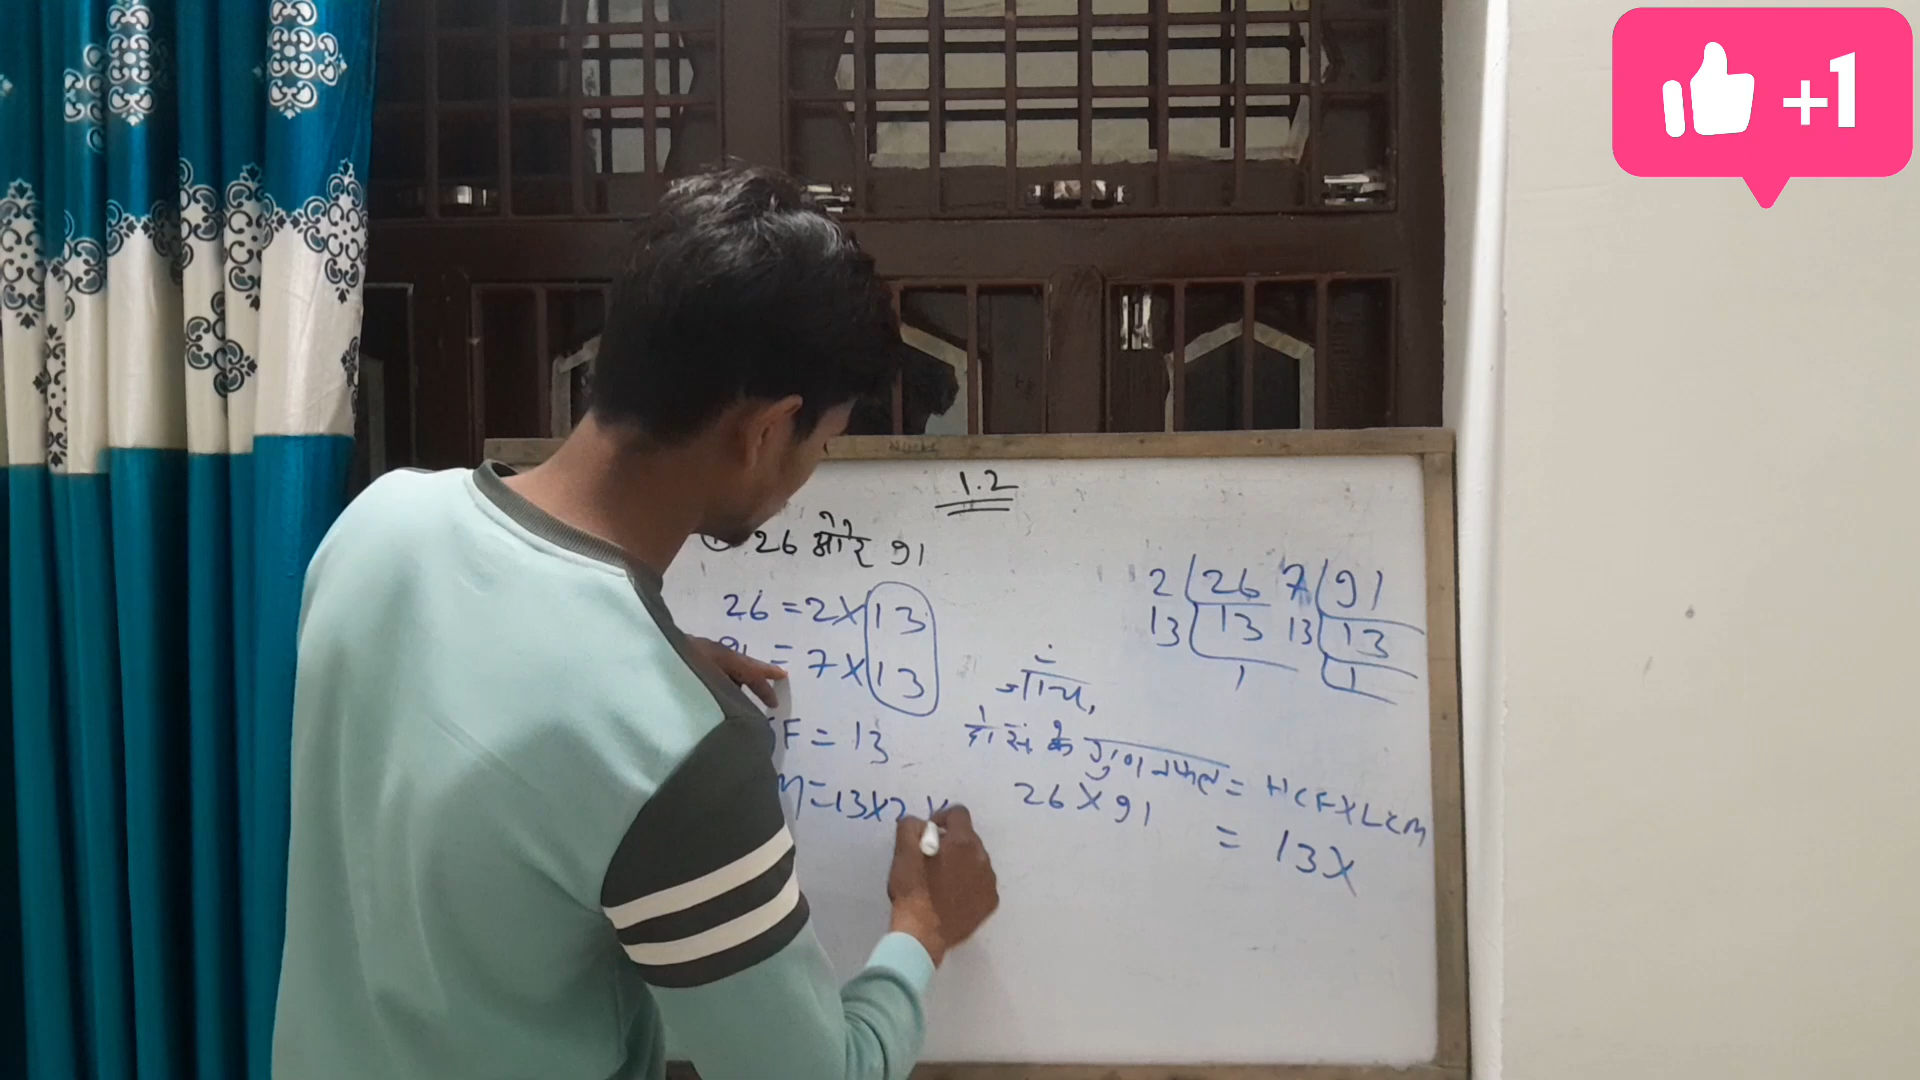 +1
1.2
26 और 91
26 = 2 X 13
= 7 X 13
F = 13
M = 13 X 2 X
2 26 7 91
13 13 13 13
1 1
जांच,
के गुणनफल = HCF X LCM
26 X 91
= 13 X